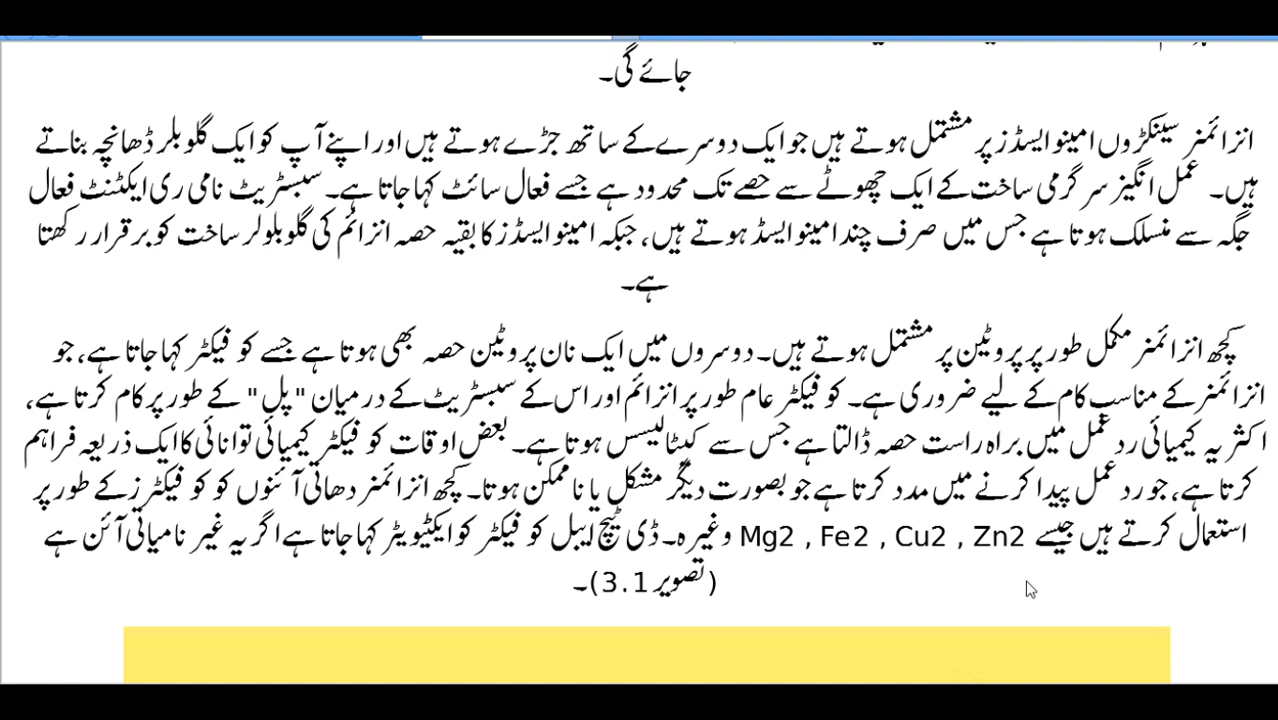 جائے گی۔
انزائمنر سینکڑوں امینو ایسڈز پر مشتمل ہوتے ہیں جو ایک دوسرے کے ساتھ جڑے ہوتے ہیں اور اپنے آپ کو ایک گلوبلر ڈھانچہ بناتے
ہیں۔ عمل انگیز سرگرمی ساخت کے ایک چھوٹے سے حصے تک محدود ہے جسے فعال سائٹ کہا جاتا ہے۔ سبسٹریٹ نامی ری ایکٹنٹ فعال
جگہ سے منسلک ہوتا ہے جس میں صرف چند امینو ایسڈ ہوتے ہیں، جبکہ امینو ایسڈز کا بقیہ حصہ انزائم کی گلوبلولر ساخت کو برقرار رکھتا
ہے۔
کچھ انزائمنر مکمل طور پر پروٹین پر مشتمل ہوتے ہیں۔ دوسروں میں ایک نان پروٹین حصہ بھی ہوتا ہے جسے کو فیکٹر کہا جاتا ہے، جو
انزائمنر کے مناسب کام کے لیے ضروری ہے۔ کو فیکٹر عام طور پر انزائم اور اس کے سبسٹریٹ کے درمیان "پل" کے طور پر کام کرتا ہے،
اکثر یہ کیمیائی ردعمل میں براہ راست حصہ ڈالتا ہے جس سے کیٹالیسس ہوتا ہے۔ بعض اوقات کو فیکٹر کیمیائی توانائی کا ایک ذریعہ فراہم
کرتا ہے، جو ردعمل پیدا کرنے میں مدد کرتا ہے جو بصورت دیگر مشکل یا ناممکن ہوتا۔ کچھ انزائمنر دھاتی آئنوں کو کو فیکٹرز کے طور پر
استعمال کرتے ہیں جیسے Mg2 , Fe2 , Cu2 , Zn2 وغیرہ۔ ڈی ٹیچ ایبل کو فیکٹر کو ایکٹیویٹر کہا جاتا ہے اگر یہ غیر نامیاتی آئن ہے
(تصویر 3.1)۔